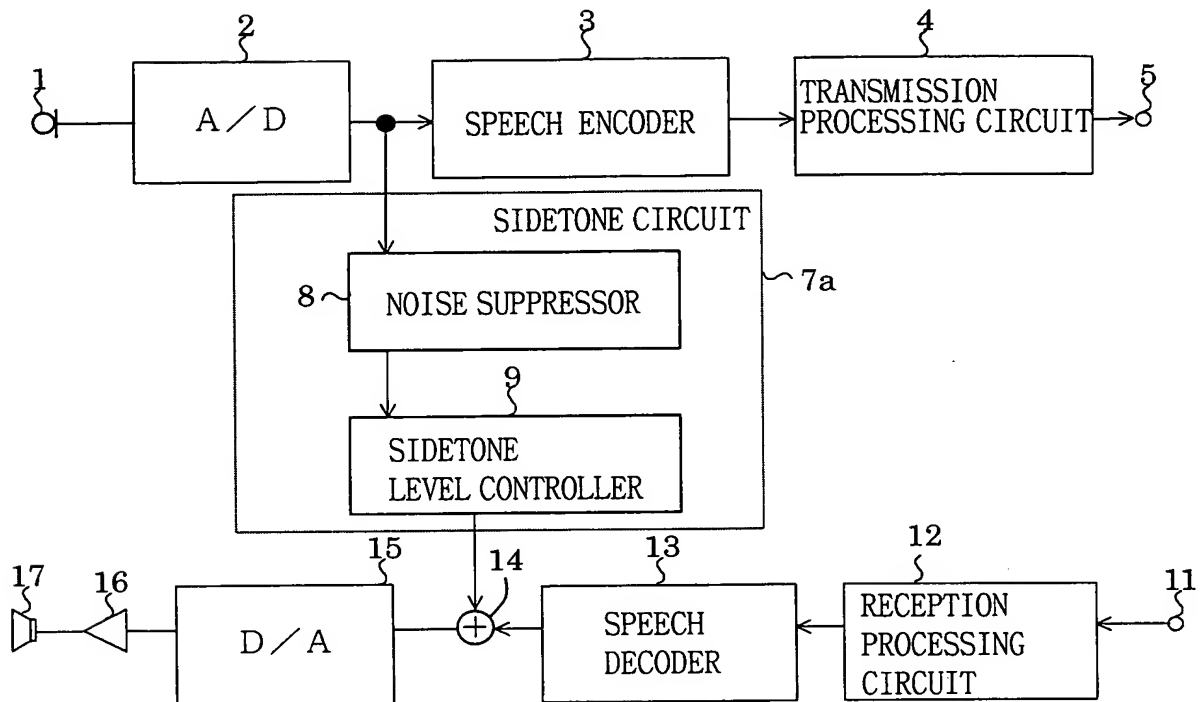 2
3
4
1
5
A/D
SPEECH ENCODER
TRANSMISSION
PROCESSING CIRCUIT
SIDETONE CIRCUIT
7a
8
NOISE SUPPRESSOR
9
SIDETONE
LEVEL CONTROLLER
17
16
15
14
13
12
11
D/A
+
SPEECH
DECODER
RECEPTION
PROCESSING
CIRCUIT